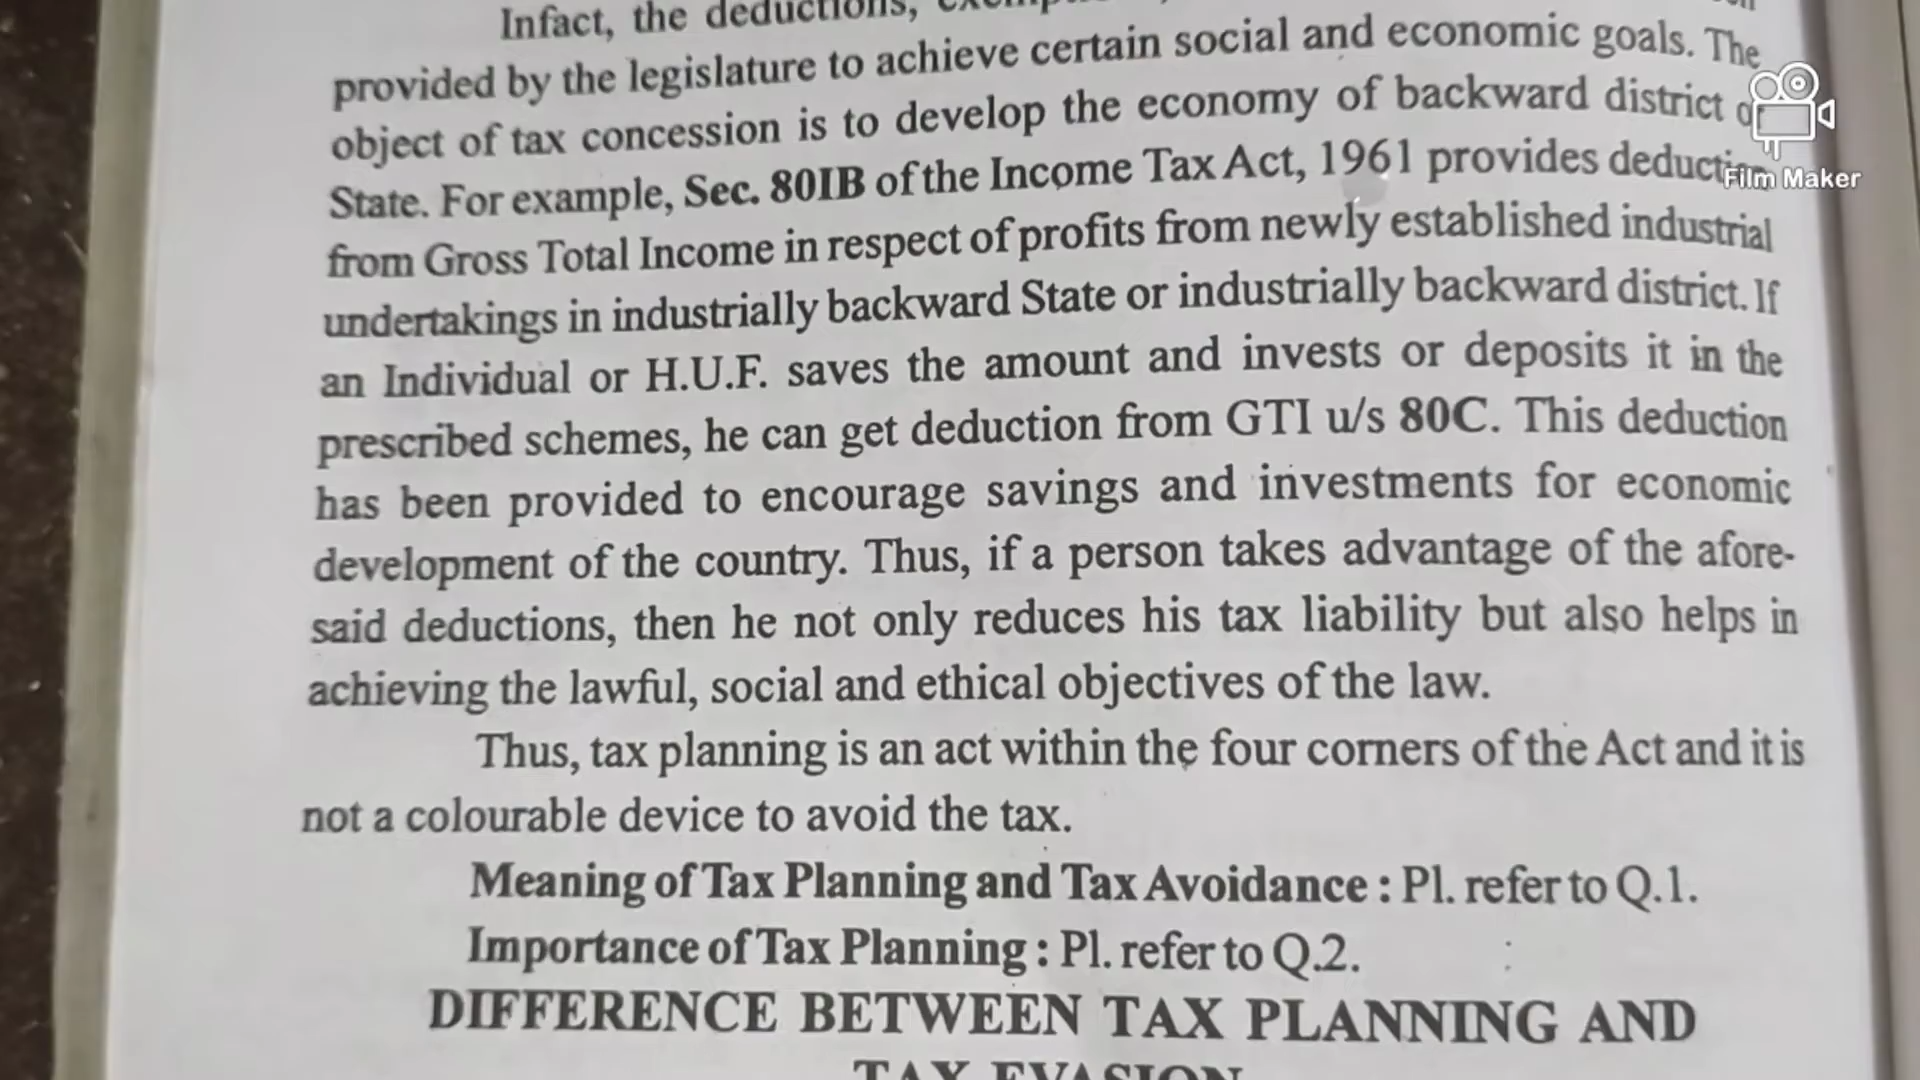 Infact, the deductions,
provided by the legislature to achieve certain social and economic goals. The
object of tax concession is to develop the economy of backward district or
State. For example, Sec. 80IB of the Income Tax Act, 1961 provides deduction
from Gross Total Income in respect of profits from newly established industrial
undertakings in industrially backward State or industrially backward district. If
an Individual or H.U.F. saves the amount and invests or deposits it in the
prescribed schemes, he can get deduction from GTI u/s 80C. This deduction
has been provided to encourage savings and investments for economic
development of the country. Thus, if a person takes advantage of the afore-
said deductions, then he not only reduces his tax liability but also helps in
achieving the lawful, social and ethical objectives of the law.
Thus, tax planning is an act within the four corners of the Act and it is
not a colourable device to avoid the tax.
Meaning of Tax Planning and Tax Avoidance : Pl. refer to Q.1.
Importance of Tax Planning : Pl. refer to Q.2.
DIFFERENCE BETWEEN TAX PLANNING AND
TAX EVASION
Film Maker